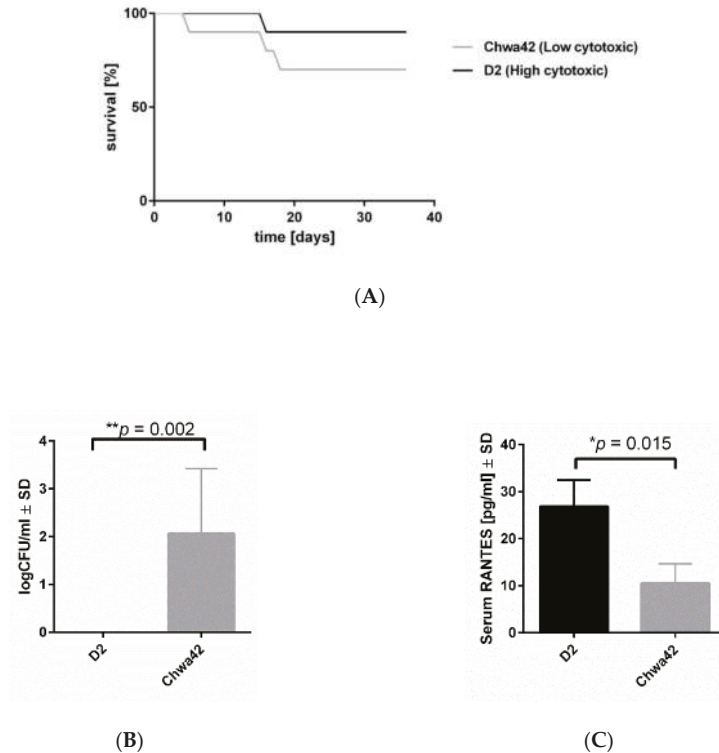 100
50
0
survival [%]
0 10 20 30 40
time [days]
Chwa42 (Low cytotoxic)
D2 (High cytotoxic)
(A)
**p = 0.002
4
3
2
1
0
logCFU/ml ± SD
D2
Chwa42
(B)
*p = 0.015
40
30
20
10
0
Serum RANTES [pg/ml] ± SD
D2
Chwa42
(C)